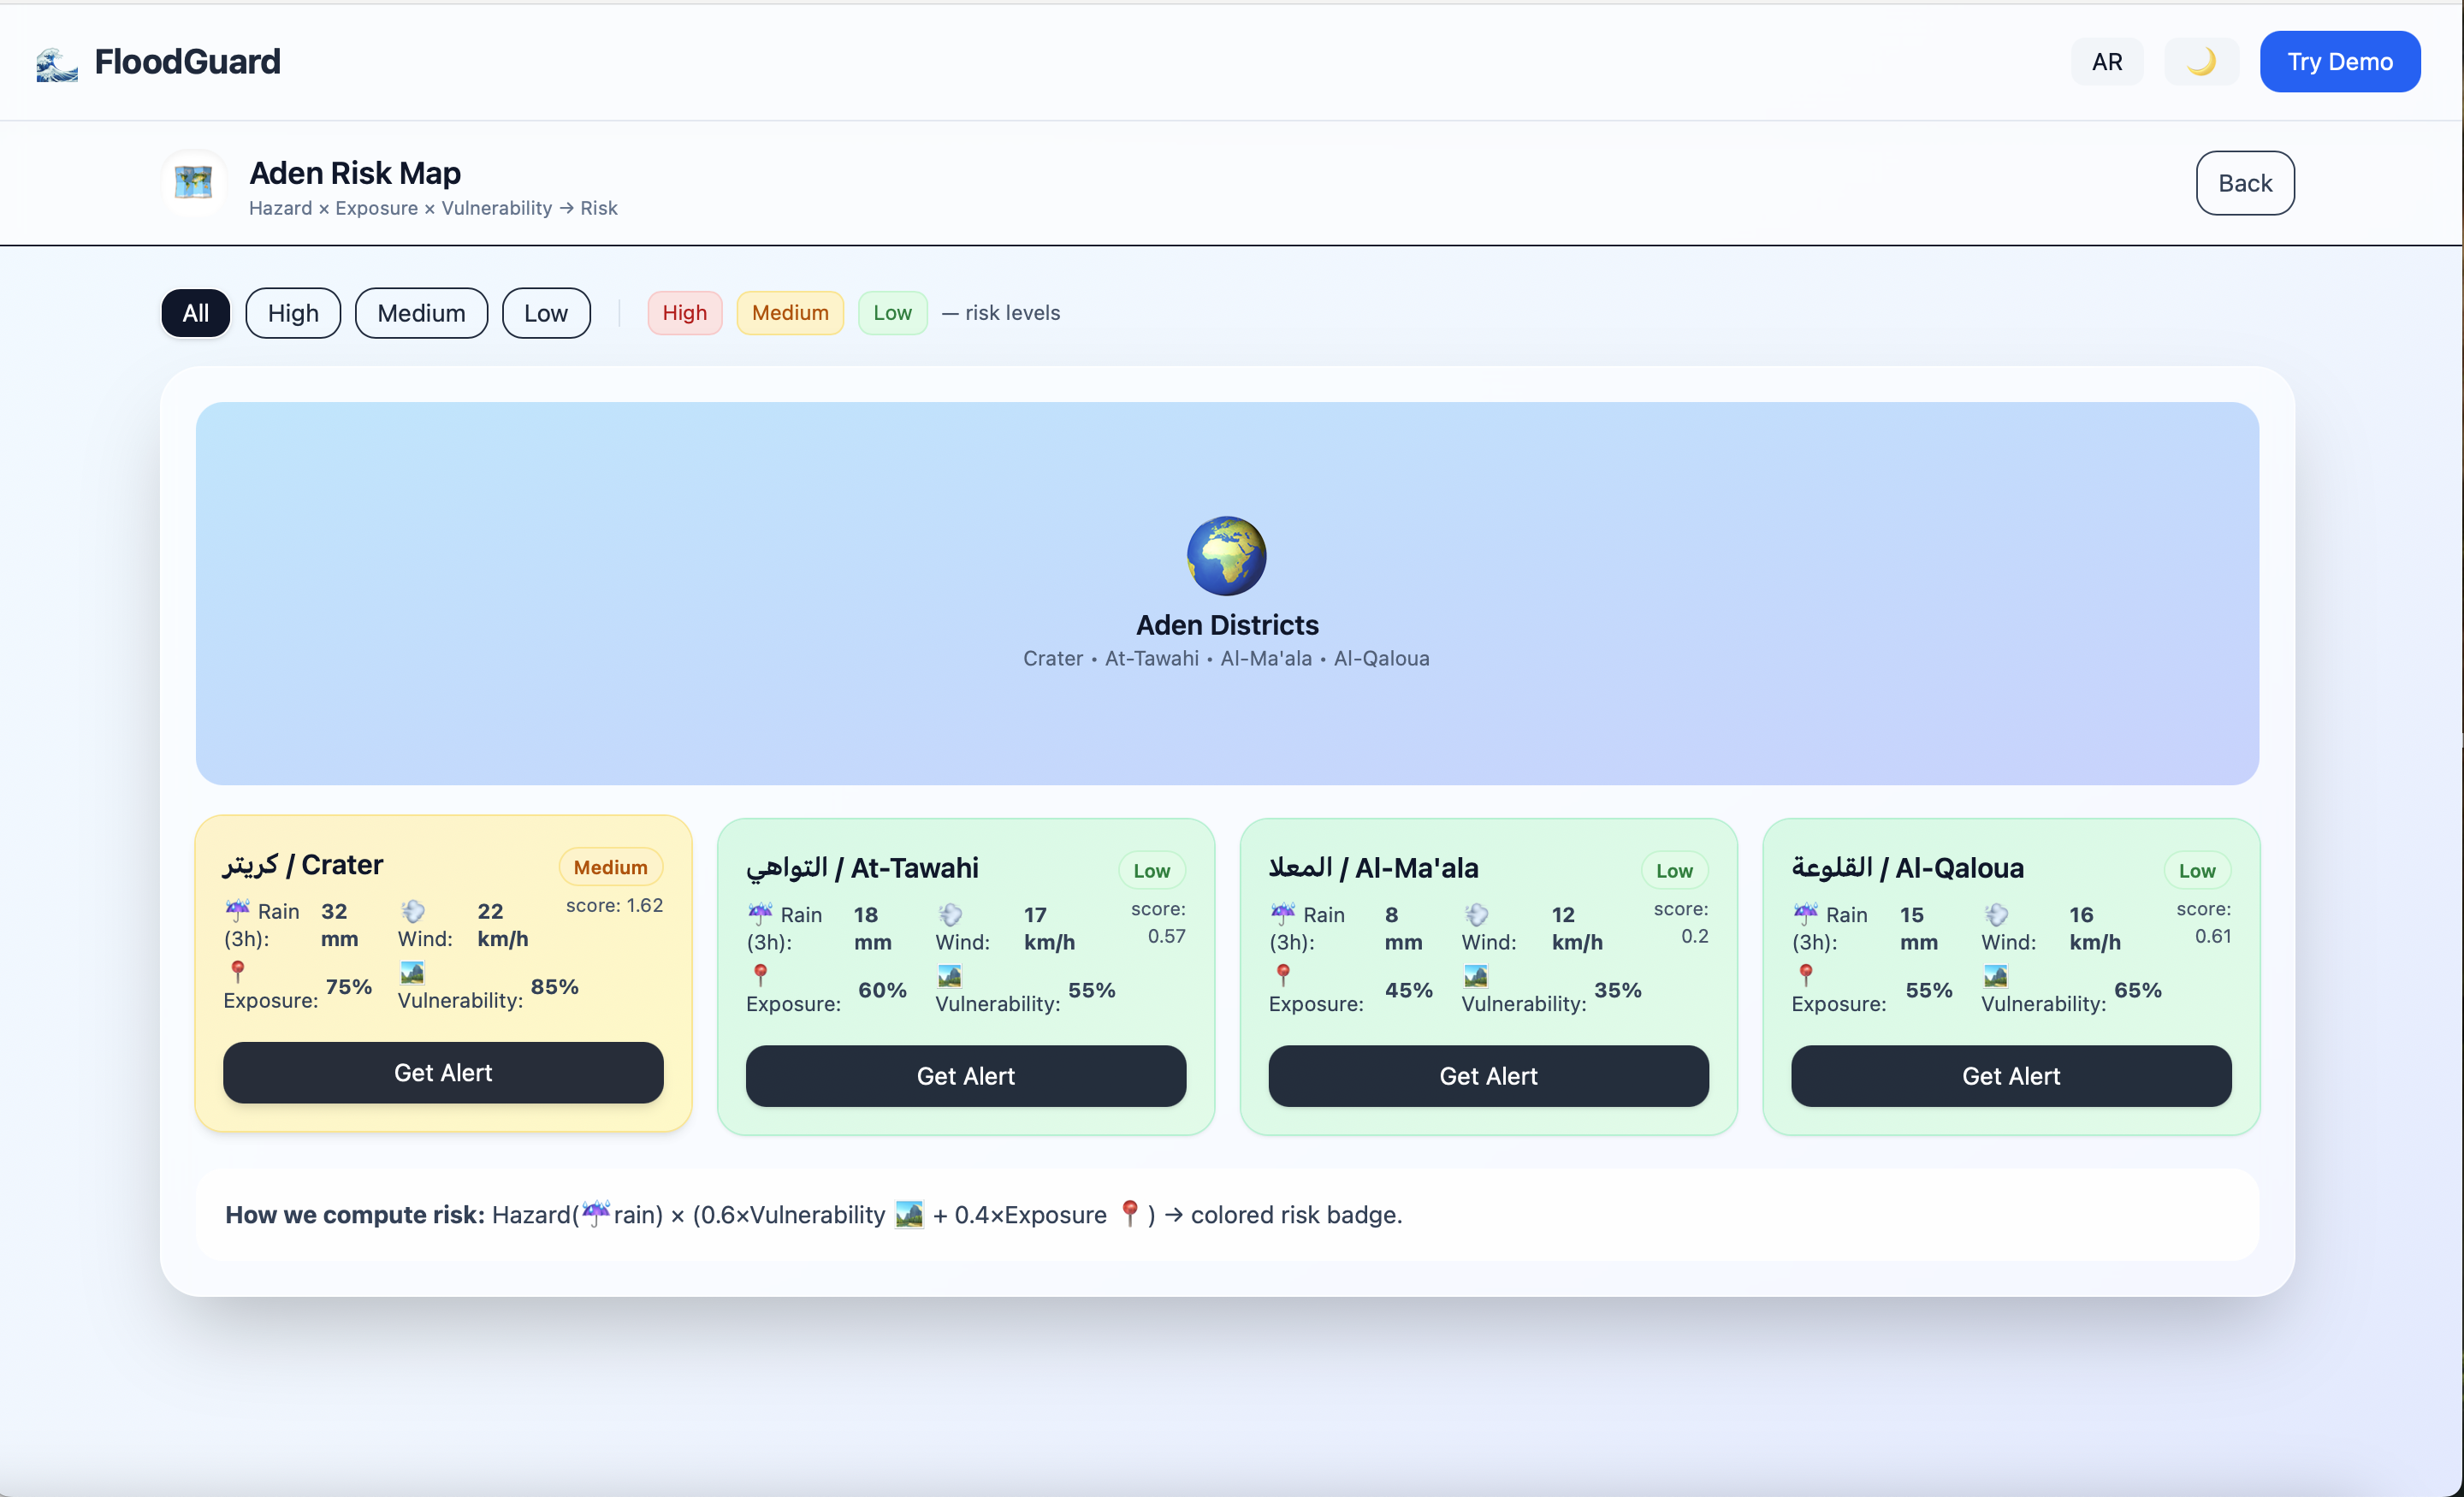 FloodGuard
AR
Try Demo
Aden Risk Map
Hazard × Exposure × Vulnerability → Risk
Back
All
High
Medium
Low
High
Medium
Low
— risk levels
Aden Districts
Crater • At-Tawahi • Al-Ma'ala • Al-Qaloua
كريتر / Crater
Medium
Rain (3h): 32 mm
Wind: 22 km/h
score: 1.62
Exposure: 75%
Vulnerability: 85%
Get Alert
التواهي / At-Tawahi
Low
Rain (3h): 18 mm
Wind: 17 km/h
score: 0.57
Exposure: 60%
Vulnerability: 55%
Get Alert
المعلا / Al-Ma'ala
Low
Rain (3h): 8 mm
Wind: 12 km/h
score: 0.2
Exposure: 45%
Vulnerability: 35%
Get Alert
القلوعة / Al-Qaloua
Low
Rain (3h): 15 mm
Wind: 16 km/h
score: 0.61
Exposure: 55%
Vulnerability: 65%
Get Alert
How we compute risk: Hazard(☔rain) × (0.6×Vulnerability 🏞️ + 0.4×Exposure 📍) → colored risk badge.